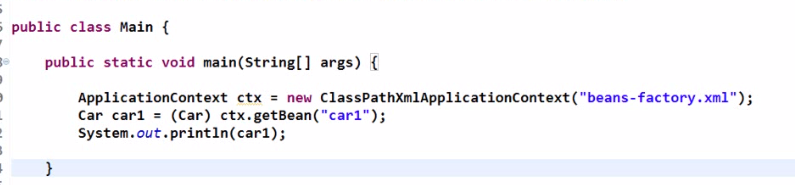 public class Main {
public static void main(String[] args) {
ApplicationContext ctx = new ClassPathXmlApplicationContext("beans-factory.xml");
Car car1 = (Car) ctx.getBean("car1");
System.out.println(car1);
}